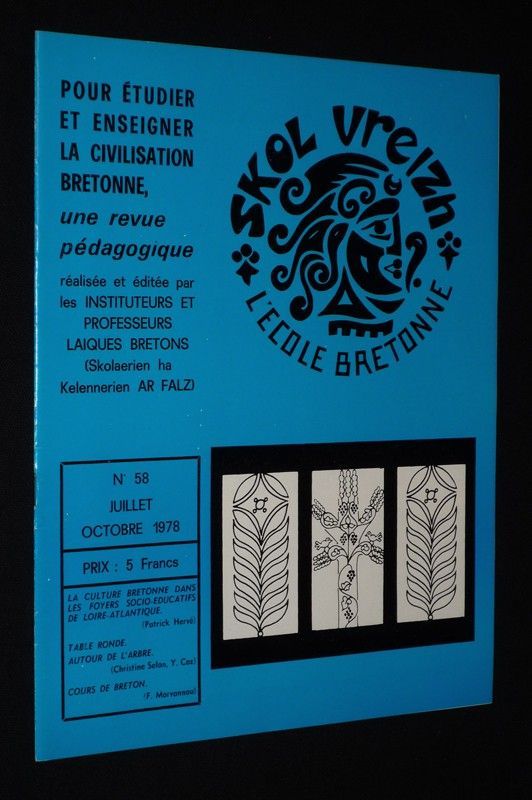 POUR ÉTUDIER
ET ENSEIGNER
LA CIVILISATION
BRETONNE,
une revue
pédagogique
réalisée et éditée par
les INSTITUTEURS ET
PROFESSEURS
LAIQUES BRETONS
(Skolaerien ha
Kelennerien AR FALZ)
SKOL VreIzh
L'ECOLE BRETONNE
N° 58
JUILLET
OCTOBRE 1978
PRIX : 5 Francs
LA CULTURE BRETONNE DANS
LES FOYERS SOCIO-EDUCATIFS
DE LOIRE-ATLANTIQUE.
(Patrick Hervé)
TABLE RONDE.
AUTOUR DE L'ARBRE.
(Christine Selon, Y. Caz)
COURS DE BRETON.
(F. Morvannou)